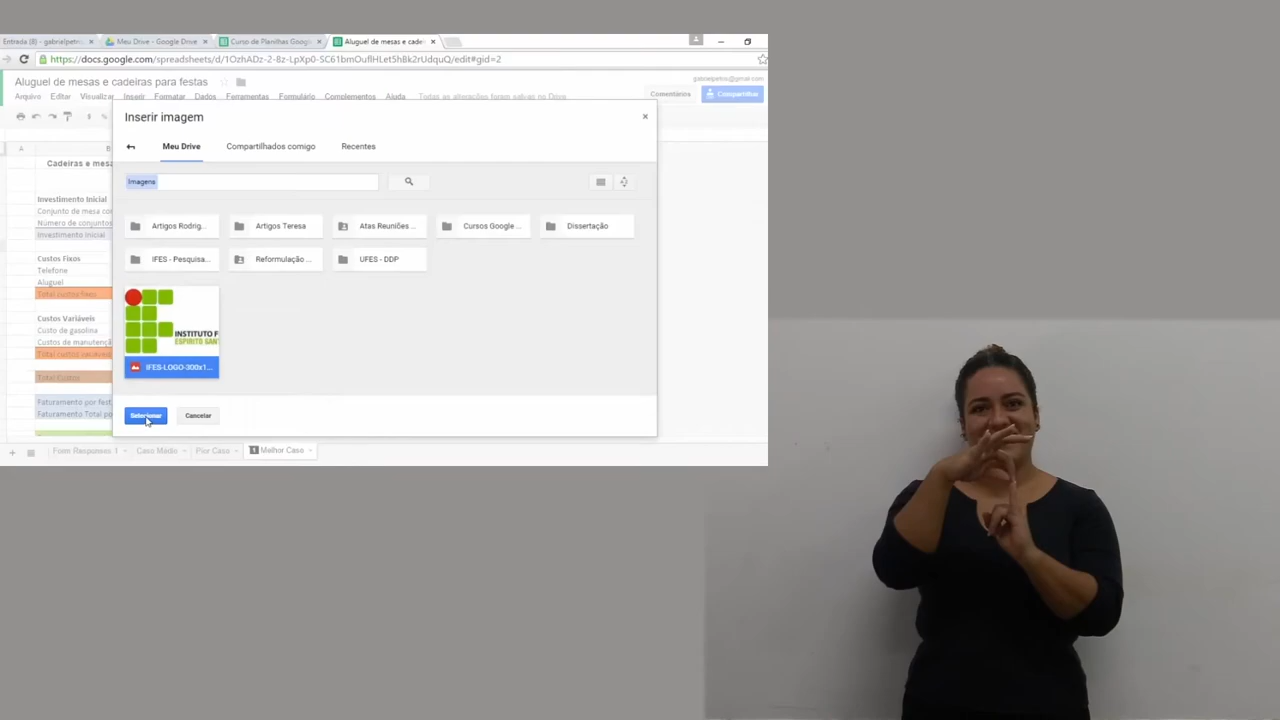 Entrada (8) - gabrielpetri
Meu Drive - Google Drive
Curso de Planilhas Googl
Aluguel de mesas e cadei
https://docs.google.com/spreadsheets/d/1OzhADz-2-8z-LpXp0-SC61bmOuflHLet5hBk2rUdquQ/edit#gid=2
Aluguel de mesas e cadeiras para festas
Arquivo Editar Visualizar Inserir Formatar Dados Ferramentas Formulário Complementos Ajuda Todas as alterações foram salvas no Drive
Comentários
Compartilhar
Inserir imagem
Meu Drive
Compartilhados comigo
Recentes
Imagens
A
B
Cadeiras e mesa
Investimento Inicial
Conjunto de mesa co
Número de conjuntos
Investimento Inicial
Custos Fixos
Telefone
Aluguel
Total custos fixos
Custos Variáveis
Custo de gasolina
Custos de manutençã
Total custos variáveis
Total Custos
Faturamento por fest
Faturamento Total po
Artigos Rodrig...
Artigos Teresa
Atas Reuniões ...
Cursos Google ...
Dissertação
IFES - Pesquisa...
Reformulação ...
UFES - DDP
INSTITUTO F
ESPÍRITO SANT
IFES-LOGO-300x1...
Selecionar
Cancelar
Form Responses 1
Caso Médio
Pior Caso
1 Melhor Caso